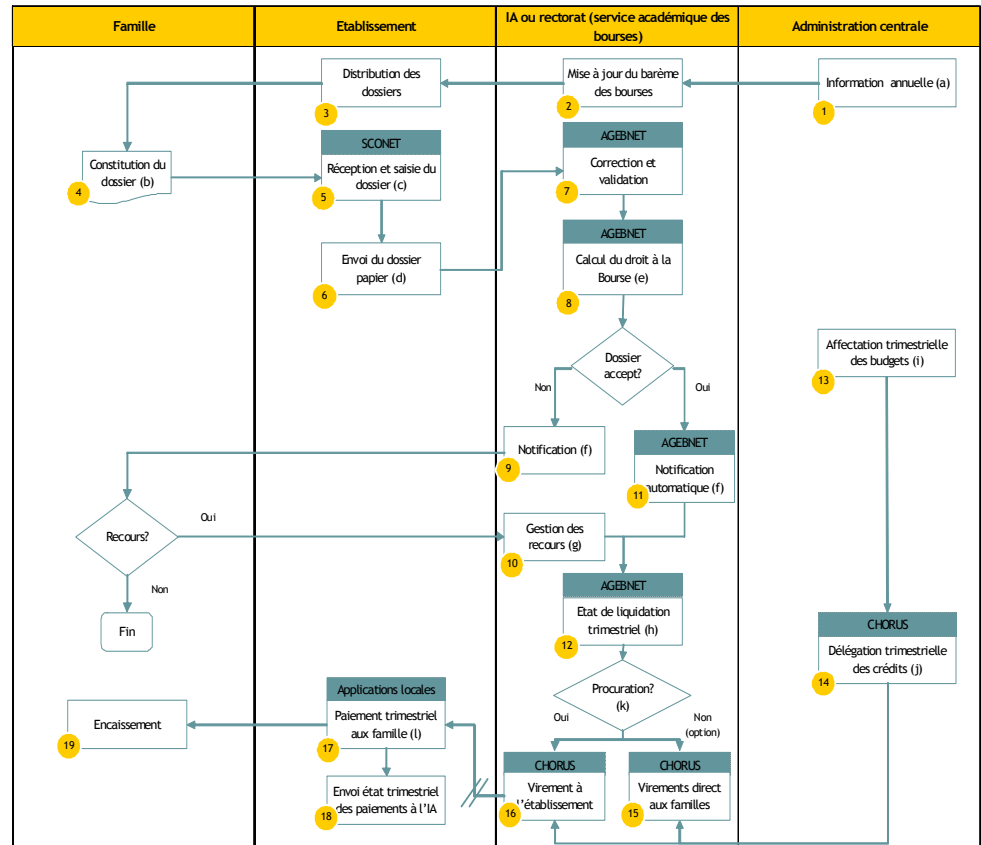 Famille
Etablissement
IA ou rectorat (service académique des
bourses)
Administration centrale
Distribution des
dossiers
3
Mise à jour du barème
des bourses
2
Information annuelle (a)
1
Constitution du
dossier (b)
4
SCONET
Réception et saisie du
dossier (c)
5
AGEBNET
Correction et
validation
7
Envoi du dossier
papier (d)
6
AGEBNET
Calcul du droit à la
Bourse (e)
8
Dossier
accept?
Non
Oui
Affectation trimestrielle
des budgets (i)
13
Notification (f)
9
AGEBNET
Notification
automatique (f)
11
Recours?
Oui
Non
Fin
Gestion des
recours (g)
10
AGEBNET
Etat de liquidation
trimestriel (h)
12
CHORUS
Délégation trimestrielle
des crédits (j)
14
Procuration?
(k)
Oui
Non
(option)
Encaissement
19
Applications locales
Paiement trimestriel
aux famille (l)
17
Envoi état trimestriel
des paiements à l'IA
18
CHORUS
Virement à
l'établissement
16
CHORUS
Virements direct
aux familles
15